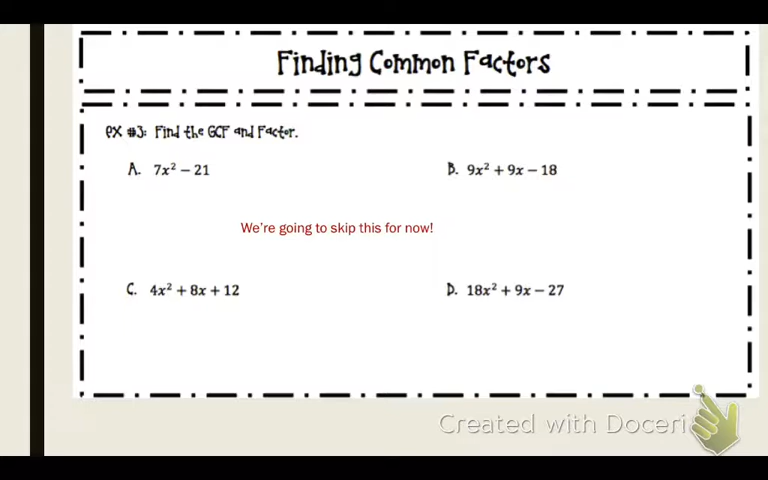 Finding Common Factors
EX #3: Find the GCF and Factor.
A. 7x² − 21
B. 9x² + 9x − 18
We're going to skip this for now!
C. 4x² + 8x + 12
D. 18x² + 9x − 27
Created with Doceri